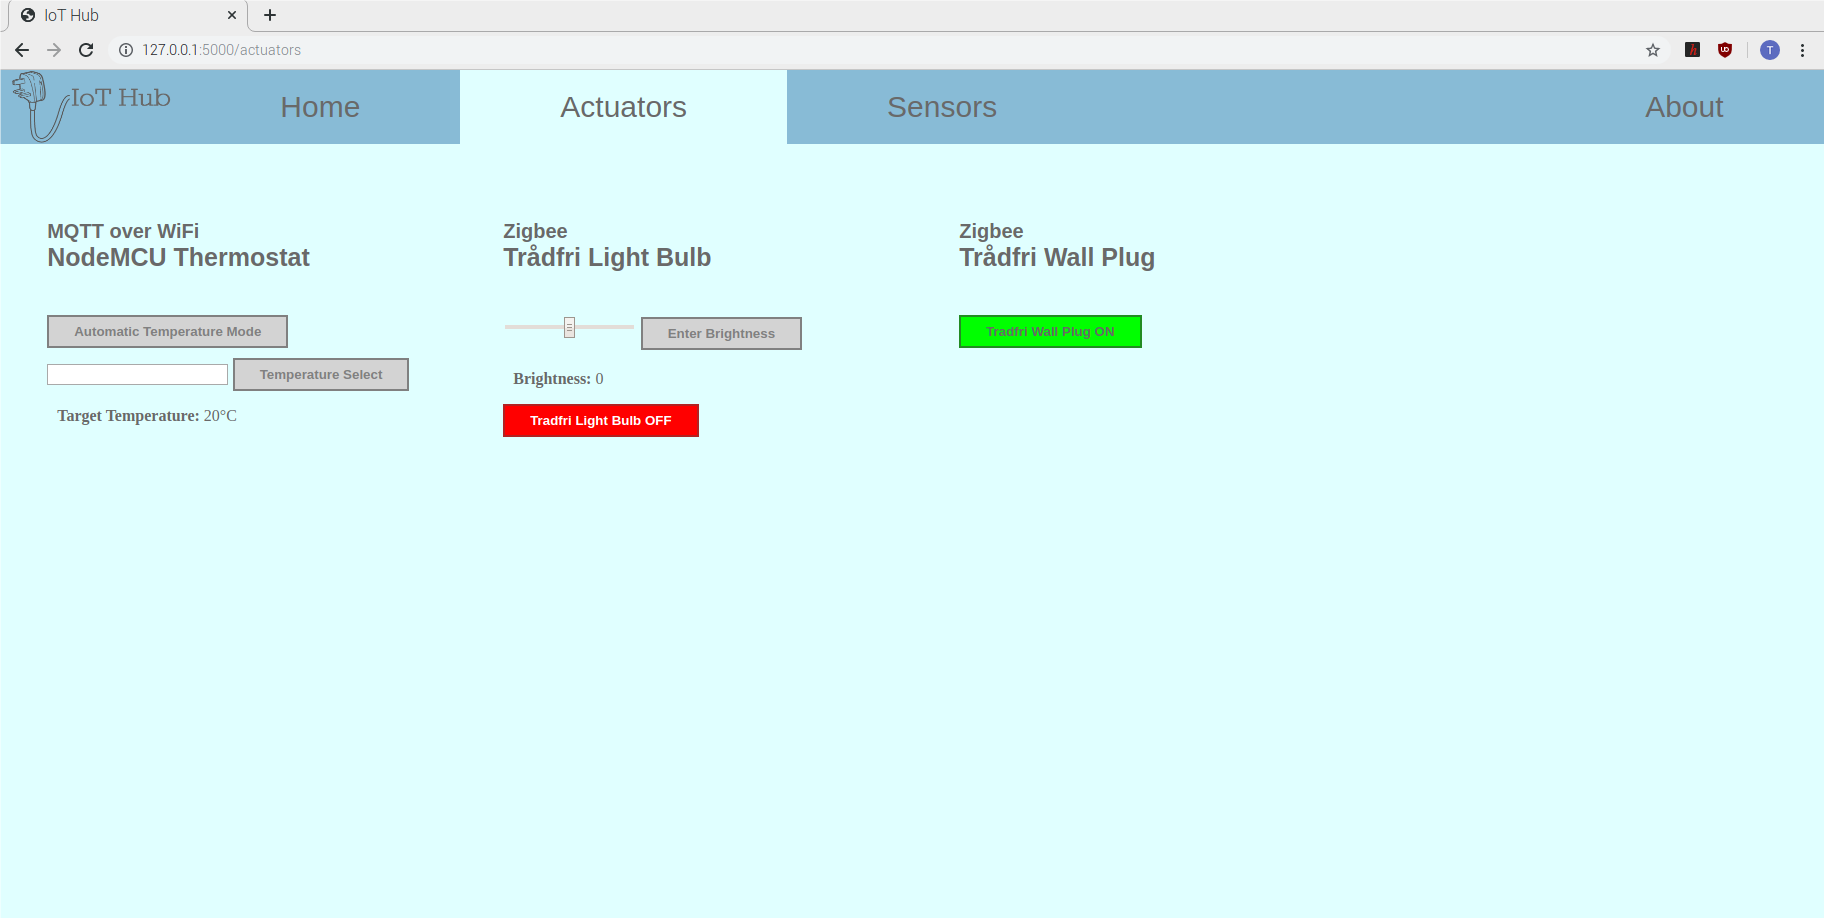 IoT Hub
127.0.0.1:5000/actuators
T
IoT Hub
Home
Actuators
Sensors
About
MQTT over WiFi
NodeMCU Thermostat
Automatic Temperature Mode
Temperature Select
Target Temperature: 20°C
Zigbee
Trådfri Light Bulb
Enter Brightness
Brightness: 0
Tradfri Light Bulb OFF
Zigbee
Trådfri Wall Plug
Tradfri Wall Plug ON